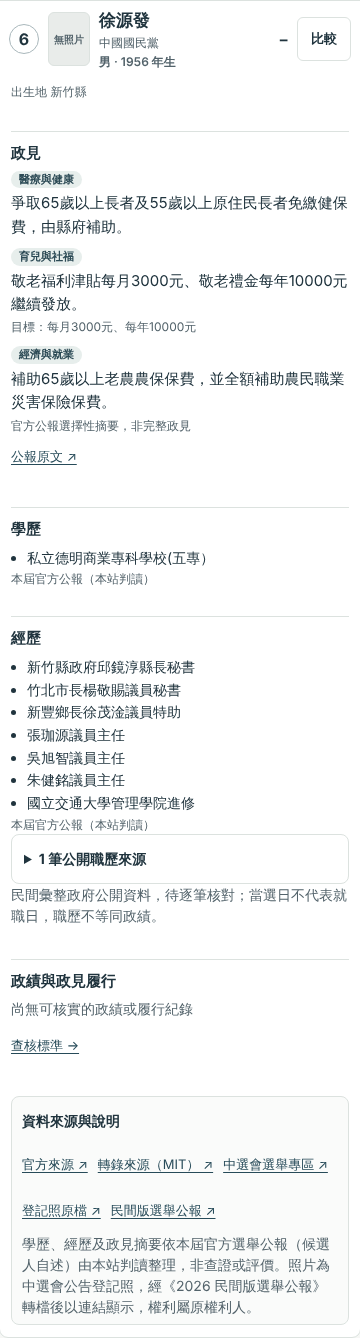 6
無照片
徐源發
中國國民黨
男 · 1956 年生
–
比較
出生地 新竹縣
政見
醫療與健康
爭取65歲以上長者及55歲以上原住民長者免繳健保
費，由縣府補助。
育兒與社福
敬老福利津貼每月3000元、敬老禮金每年10000元
繼續發放。
目標：每月3000元、每年10000元
經濟與就業
補助65歲以上老農農保保費，並全額補助農民職業
災害保險保費。
官方公報選擇性摘要，非完整政見
公報原文 ↗
學歷
• 私立德明商業專科學校(五專）
本屆官方公報（本站判讀）
經歷
• 新竹縣政府邱鏡淳縣長秘書
• 竹北市長楊敬賜議員秘書
• 新豐鄉長徐茂淦議員特助
• 張珈源議員主任
• 吳旭智議員主任
• 朱健銘議員主任
• 國立交通大學管理學院進修
本屆官方公報（本站判讀）
▶ 1 筆公開職歷來源
民間彙整政府公開資料，待逐筆核對；當選日不代表就
職日，職歷不等同政績。
政績與政見履行
尚無可核實的政績或履行紀錄
查核標準 →
資料來源與說明
官方來源 ↗ 轉錄來源（MIT） ↗ 中選會選舉專區 ↗
登記照原檔 ↗ 民間版選舉公報 ↗
學歷、經歷及政見摘要依本屆官方選舉公報（候選
人自述）由本站判讀整理，非查證或評價。照片為
中選會公告登記照，經《2026 民間版選舉公報》
轉檔後以連結顯示，權利屬原權利人。